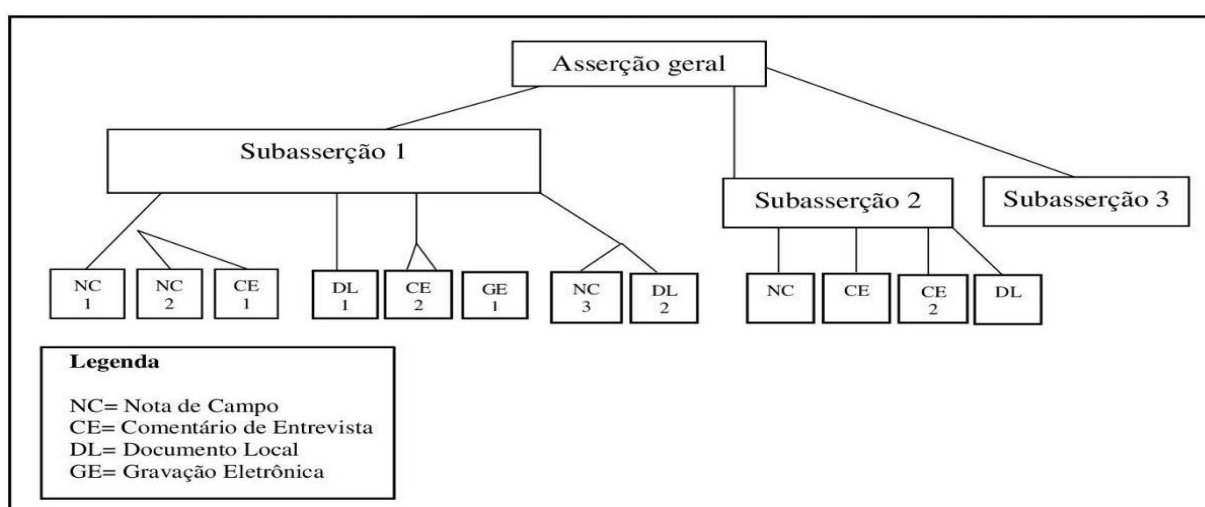 Asserção geral
Subasserção 1
Subasserção 2
Subasserção 3
NC
1
NC
2
CE
1
DL
1
CE
2
GE
1
NC
3
DL
2
NC
CE
CE
2
DL
Legenda
NC= Nota de Campo
CE= Comentário de Entrevista
DL= Documento Local
GE= Gravação Eletrônica